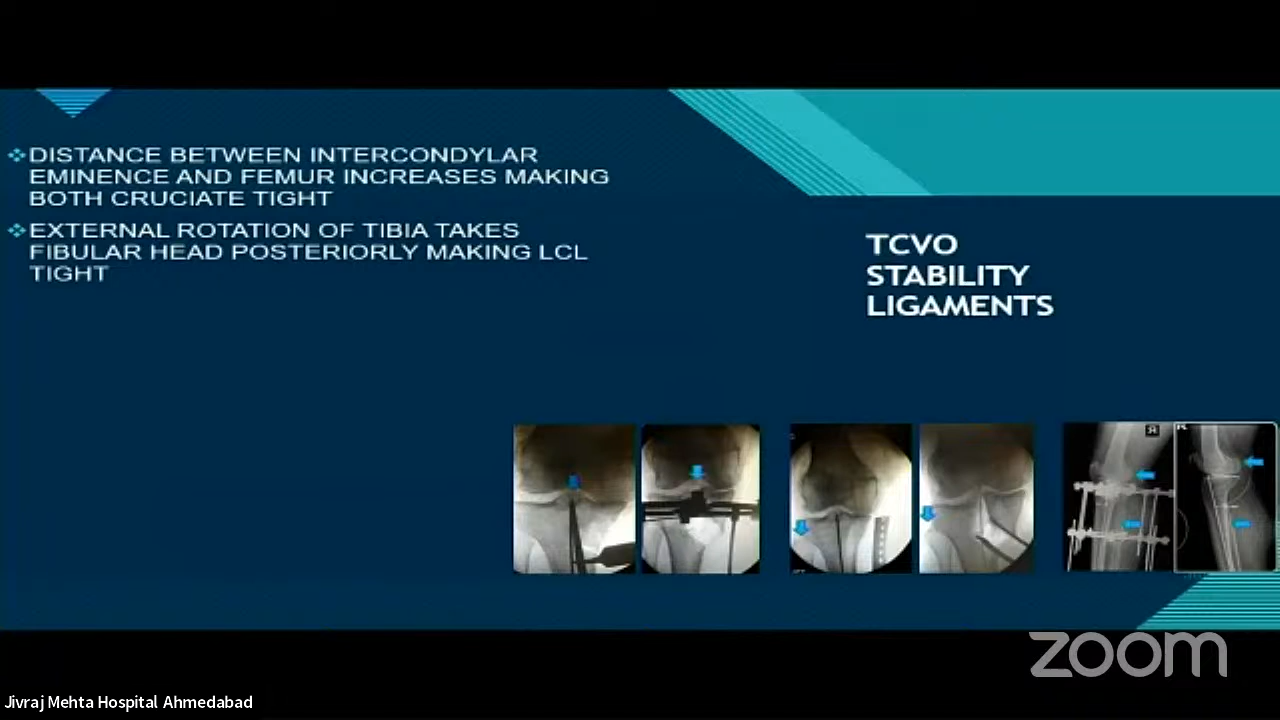 ❖DISTANCE BETWEEN INTERCONDYLAR
EMINENCE AND FEMUR INCREASES MAKING
BOTH CRUCIATE TIGHT
❖EXTERNAL ROTATION OF TIBIA TAKES
FIBULAR HEAD POSTERIORLY MAKING LCL
TIGHT
TCVO
STABILITY
LIGAMENTS
R
zoom
Jivraj Mehta Hospital Ahmedabad